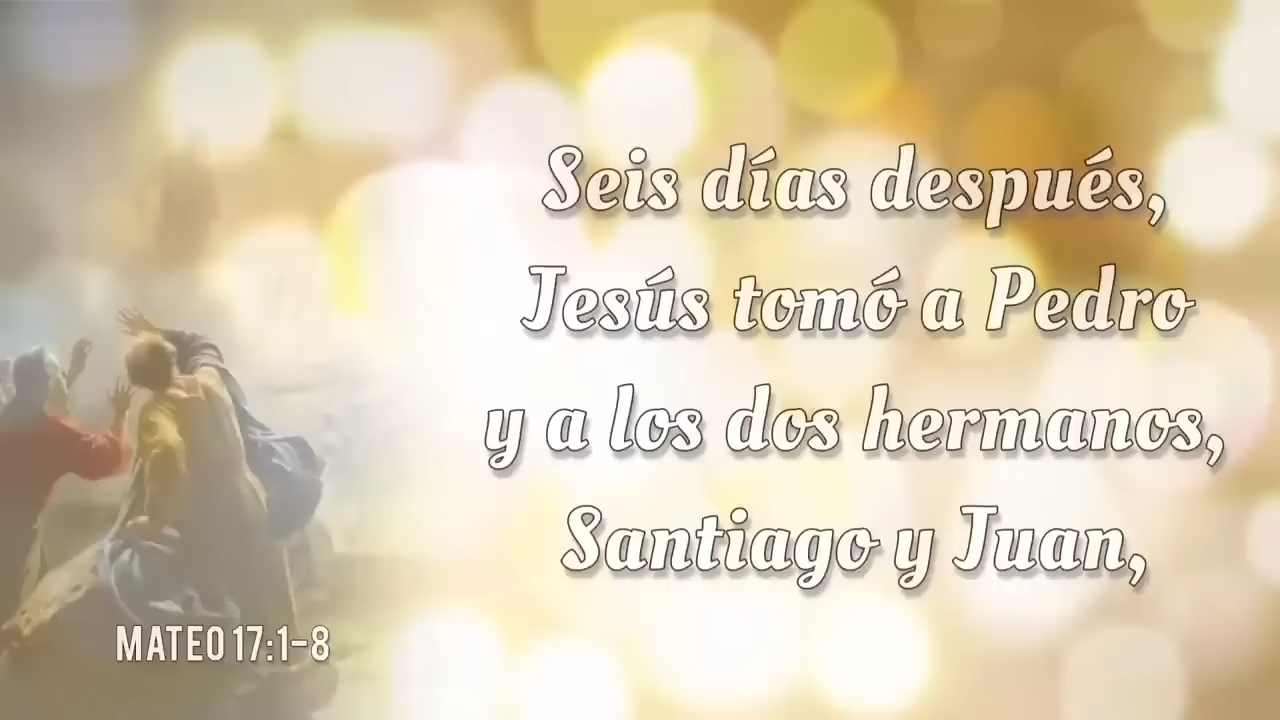 Seis días después,
Jesús tomó a Pedro
y a los dos hermanos,
Santiago y Juan,
MATEO 17:1-8